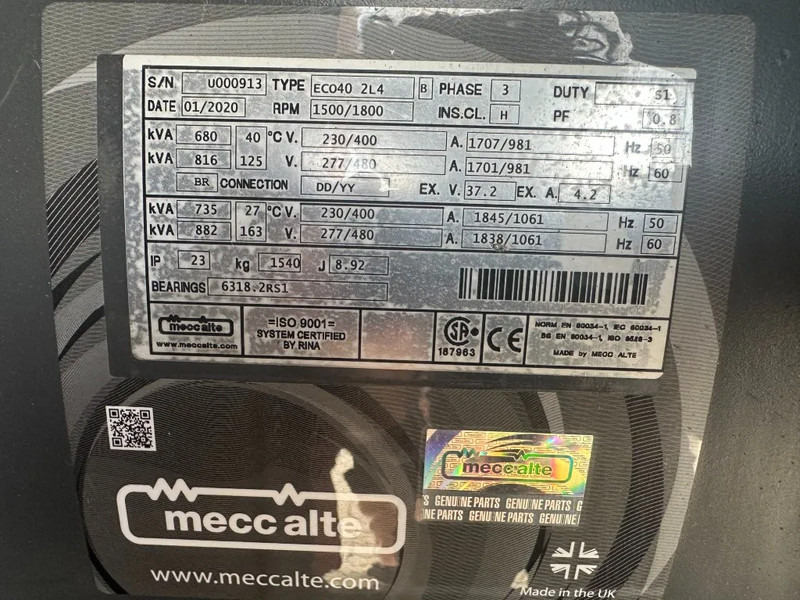 S/N U000913 TYPE ECO40 2L4 B PHASE 3 DUTY S1
DATE 01/2020 RPM 1500/1800 INS.CL. H PF 0.8
kVA 680 40 °C V. 230/400 A. 1707/981 Hz 50
kVA 816 125 V. 277/480 A. 1701/981 Hz 60
BR CONNECTION DD/YY EX. V. 37.2 EX A. 4.2
kVA 735 27 °C V. 230/400 A. 1845/1061 Hz 50
kVA 882 163 V. 277/480 A. 1838/1061 Hz 60
IP 23 kg 1540 J 8.92
BEARINGS 6318.2RS1
mecc alte
www.meccalte.com
=ISO 9001=
SYSTEM CERTIFIED
BY RINA
187963
CE
NORM EN 60034-1, IEC 60034-1
BS EN 60034-1, ISO 8528-3
MADE by MECC ALTE
mecc alte
S GENUINE PARTS GENUINE PARTS G
NE PARTS GENUINE PARTS GENUINE
mecc alte
www.meccalte.com
Made in the UK